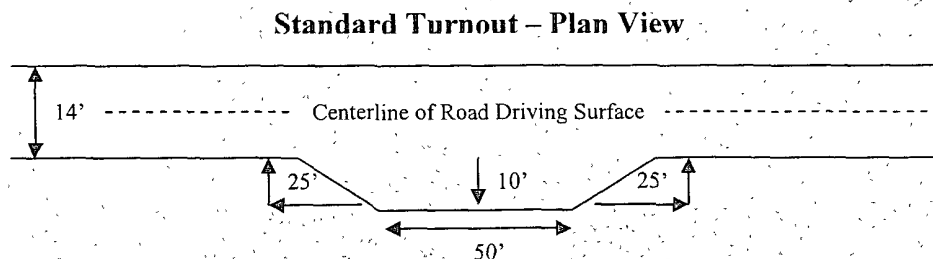 Standard Turnout – Plan View
14'
Centerline of Road Driving Surface
25'
10'
25'
50'